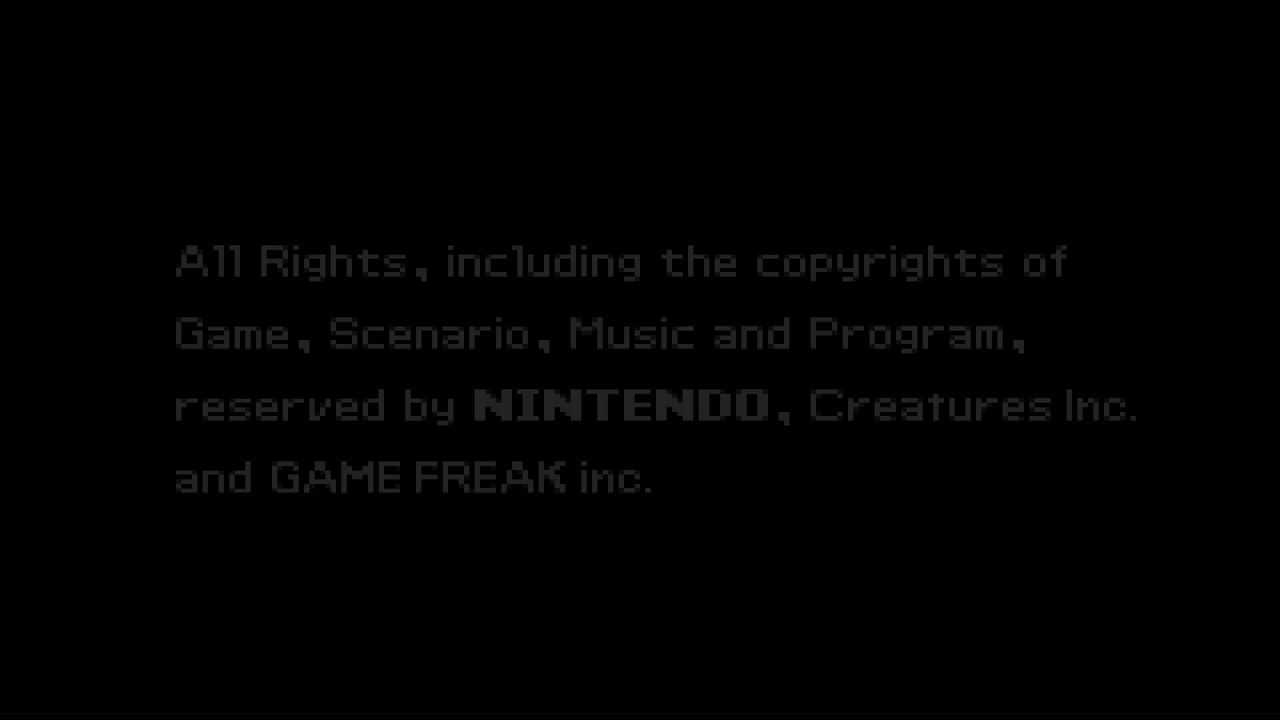 All Rights, including the copyrights of
Game, Scenario, Music and Program,
reserved by NINTENDO, Creatures Inc.
and GAME FREAK inc.